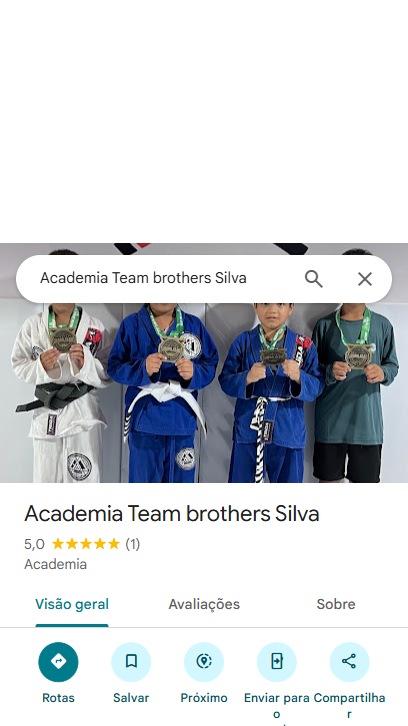 Academia Team brothers Silva
Academia Team brothers Silva
5,0 (1)
Academia
Visão geral
Avaliações
Sobre
Rotas
Salvar
Próximo
Enviar para
o
Compartilha
r